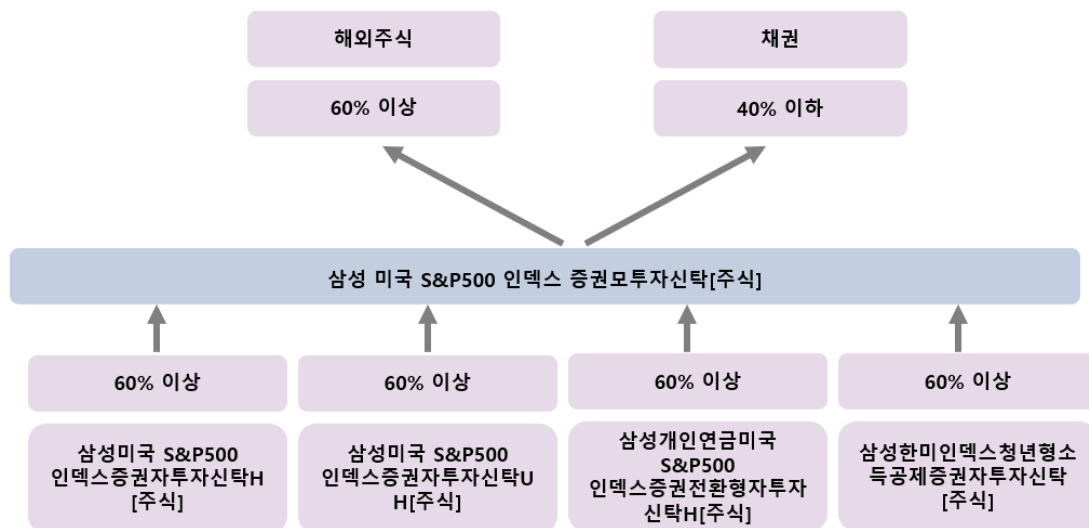 해외주식
채권
60% 이상
40% 이하
삼성 미국 S&P500 인덱스 증권모투자신탁[주식]
60% 이상
60% 이상
60% 이상
60% 이상
삼성미국 S&P500
인덱스증권자투자신탁H
[주식]
삼성미국 S&P500
인덱스증권자투자신탁U
H[주식]
삼성개인연금미국
S&P500
인덱스증권전환형자투자
신탁H[주식]
삼성한미인덱스청년형소
득공제증권자투자신탁
[주식]